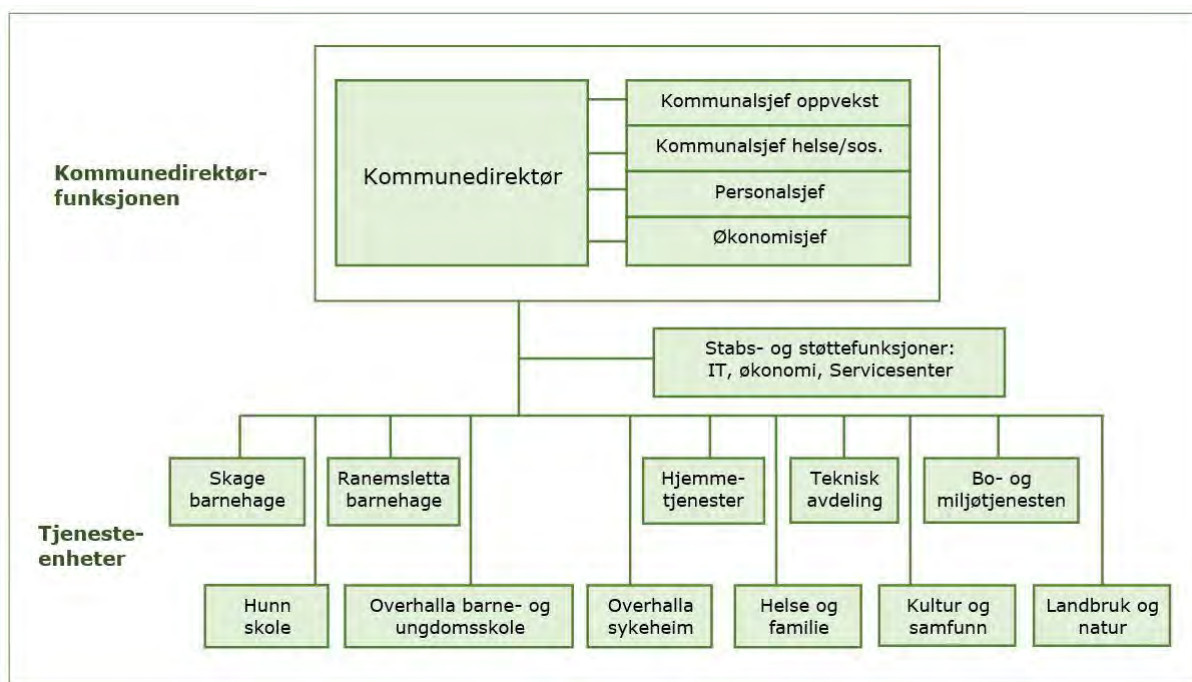 Kommunedirektør-
funksjonen
Kommunedirektør
Kommunalsjef oppvekst
Kommunalsjef helse/sos.
Personalsjef
Økonomisjef
Stabs- og støttefunksjoner:
IT, økonomi, Servicesenter
Tjeneste-
enheter
Skage
barnehage
Ranemsletta
barnehage
Hjemme-
tjenester
Teknisk
avdeling
Bo- og
miljøtjenesten
Hunn
skole
Overhalla barne- og
ungdomsskole
Overhalla
sykeheim
Helse og
familie
Kultur og
samfunn
Landbruk og
natur